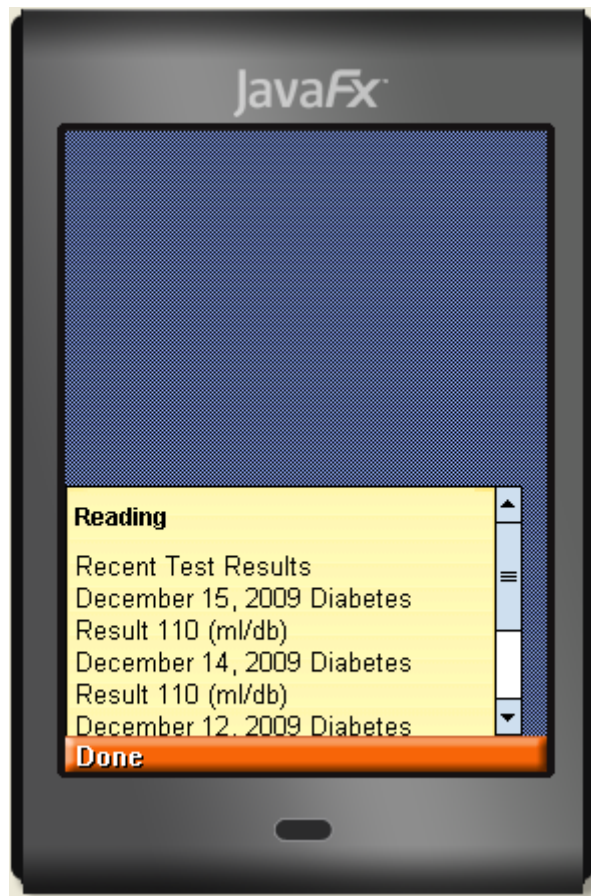 JavaFx
Reading
Recent Test Results
December 15, 2009 Diabetes
Result 110 (ml/db)
December 14, 2009 Diabetes
Result 110 (ml/db)
December 12, 2009 Diabetes
Done